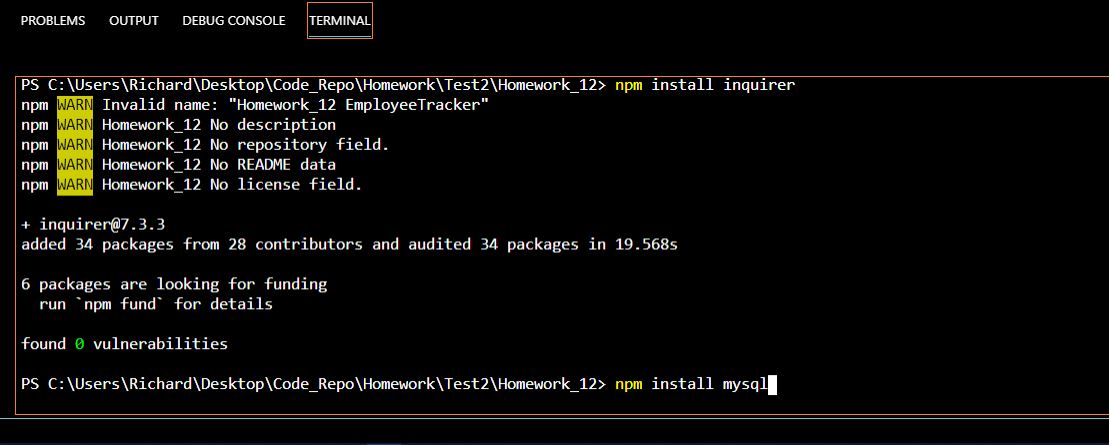 PROBLEMS OUTPUT DEBUG CONSOLE TERMINAL
PS C:\Users\Richard\Desktop\Code_Repo\Homework\Test2\Homework_12> npm install inquirer
npm WARN Invalid name: "Homework_12 EmployeeTracker"
npm WARN Homework_12 No description
npm WARN Homework_12 No repository field.
npm WARN Homework_12 No README data
npm WARN Homework_12 No license field.
+ inquirer@7.3.3
added 34 packages from 28 contributors and audited 34 packages in 19.568s
6 packages are looking for funding
  run `npm fund` for details
found 0 vulnerabilities
PS C:\Users\Richard\Desktop\Code_Repo\Homework\Test2\Homework_12> npm install mysql